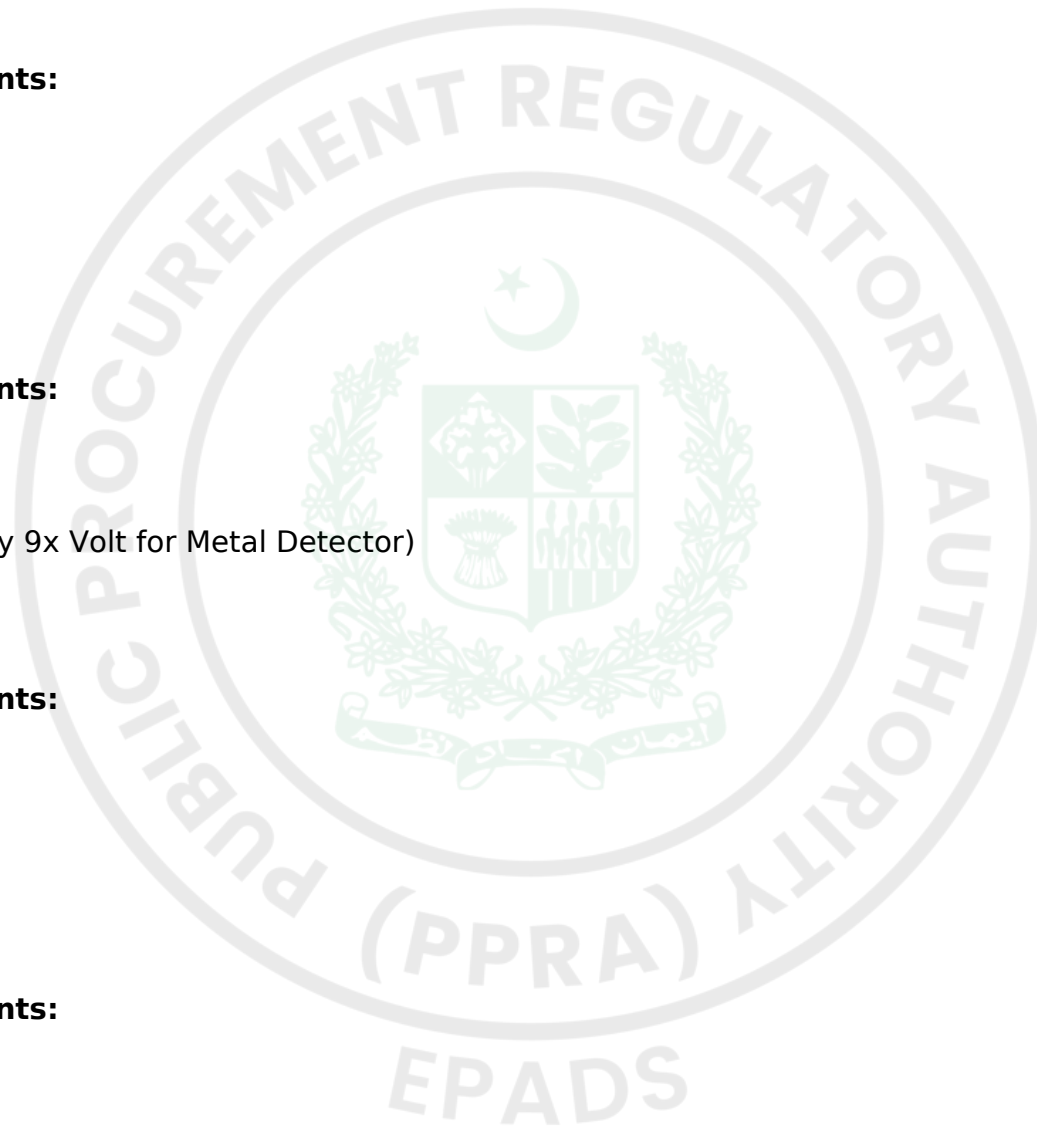 nts:
nts:
y 9x Volt for Metal Detector)
nts:
nts:
PUBLIC PROCUREMENT REGULATORY AUTHORITY
(PPRA)
EPADS